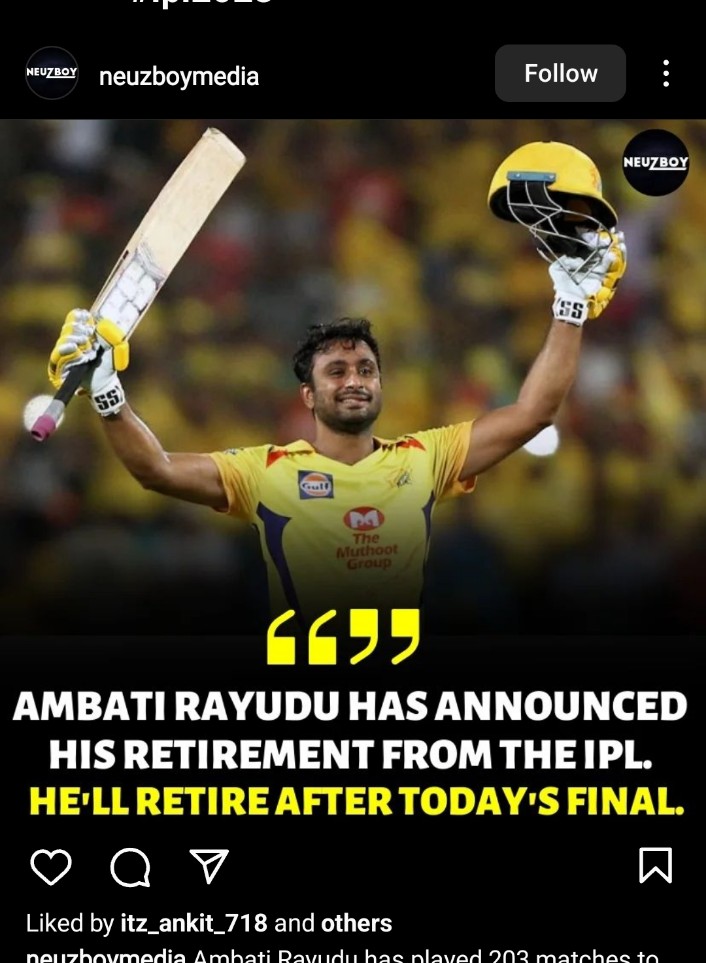 NEUZBOY
neuzboymedia
Follow
NEUZBOY
SS
SS
Gulf
The
Muthoot
Group
AMBATI RAYUDU HAS ANNOUNCED
HIS RETIREMENT FROM THE IPL.
HE'LL RETIRE AFTER TODAY'S FINAL.
Liked by itz_ankit_718 and others
neuzboymedia Ambati Rayudu has played 203 matches to